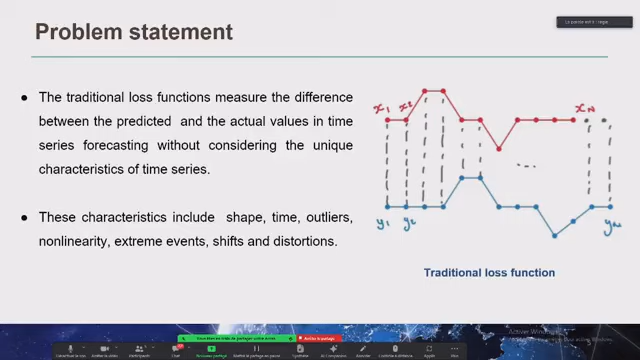 Problem statement
● The traditional loss functions measure the difference
between the predicted and the actual values in time
series forecasting without considering the unique
characteristics of time series.
● These characteristics include shape, time, outliers,
nonlinearity, extreme events, shifts and distortions.
x1 x2 xN
y1 y2
Traditional loss function
Activer Windows
Participants
Chat